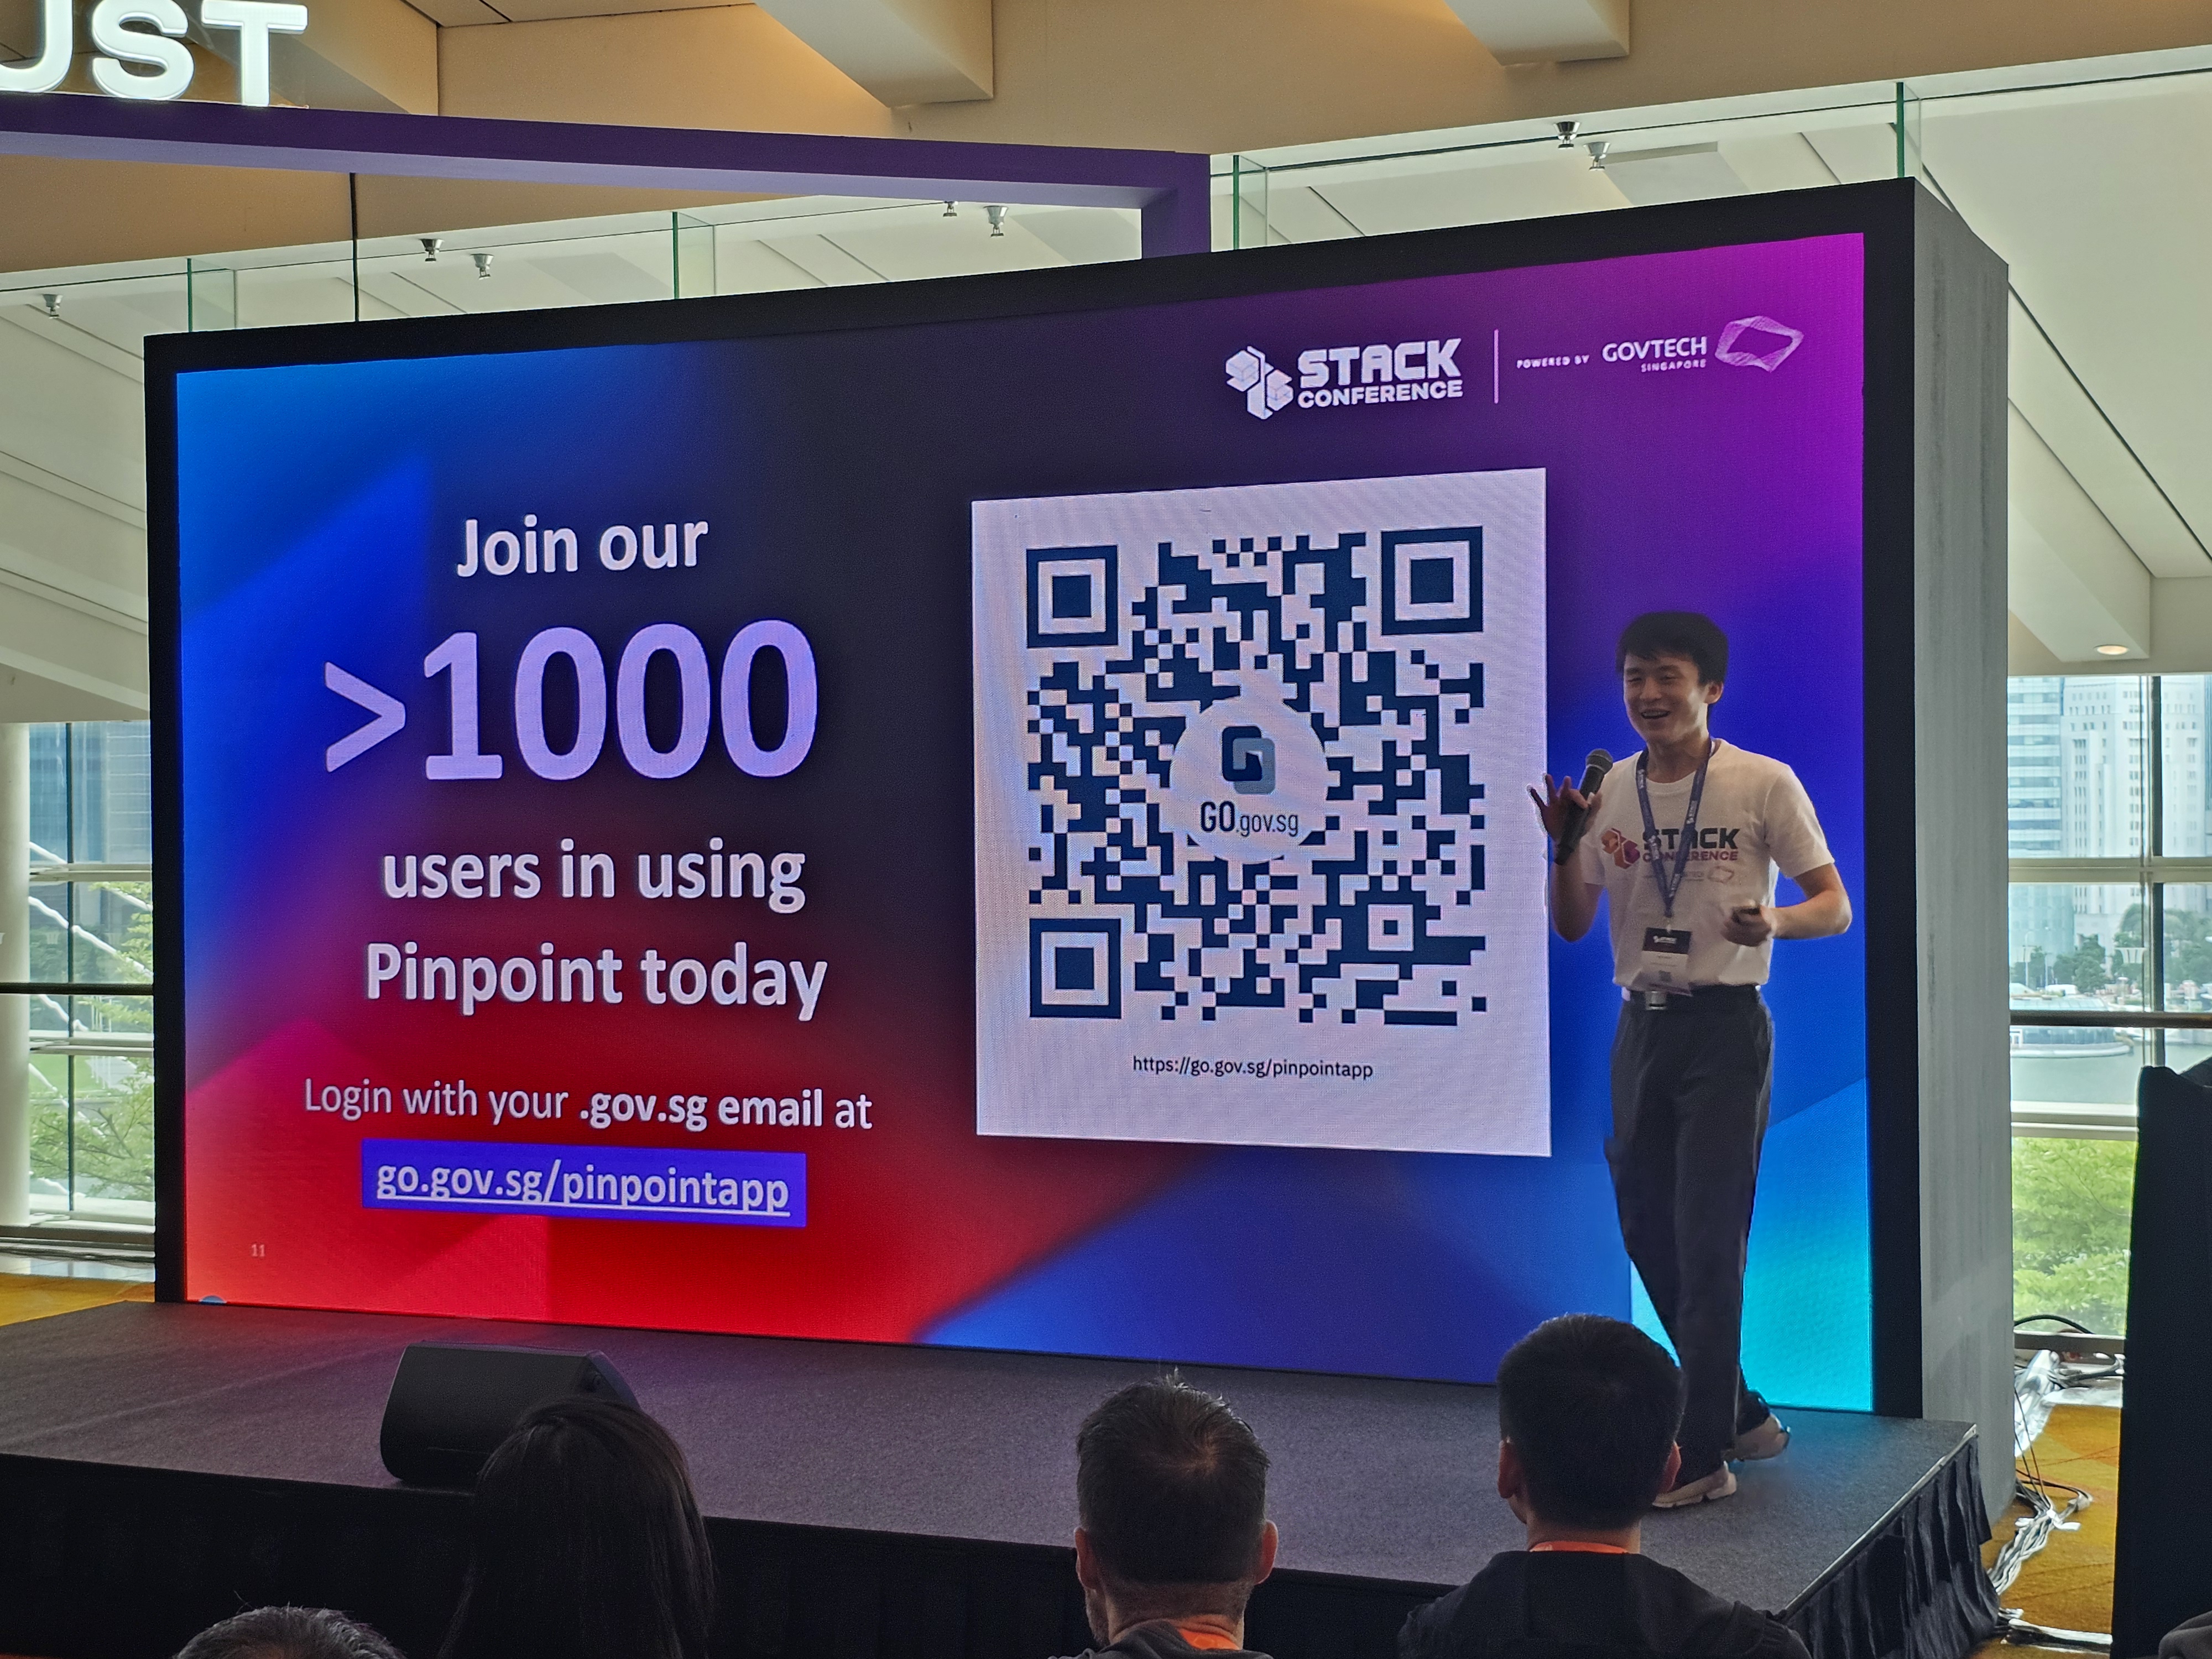 UST
STACK
CONFERENCE
POWERED BY
GOVTECH
SINGAPORE
Join our
>1000
users in using
Pinpoint today
Login with your .gov.sg email at
go.gov.sg/pinpointapp
11
GO.gov.sg
https://go.gov.sg/pinpointapp
STACK
CONFERENCE